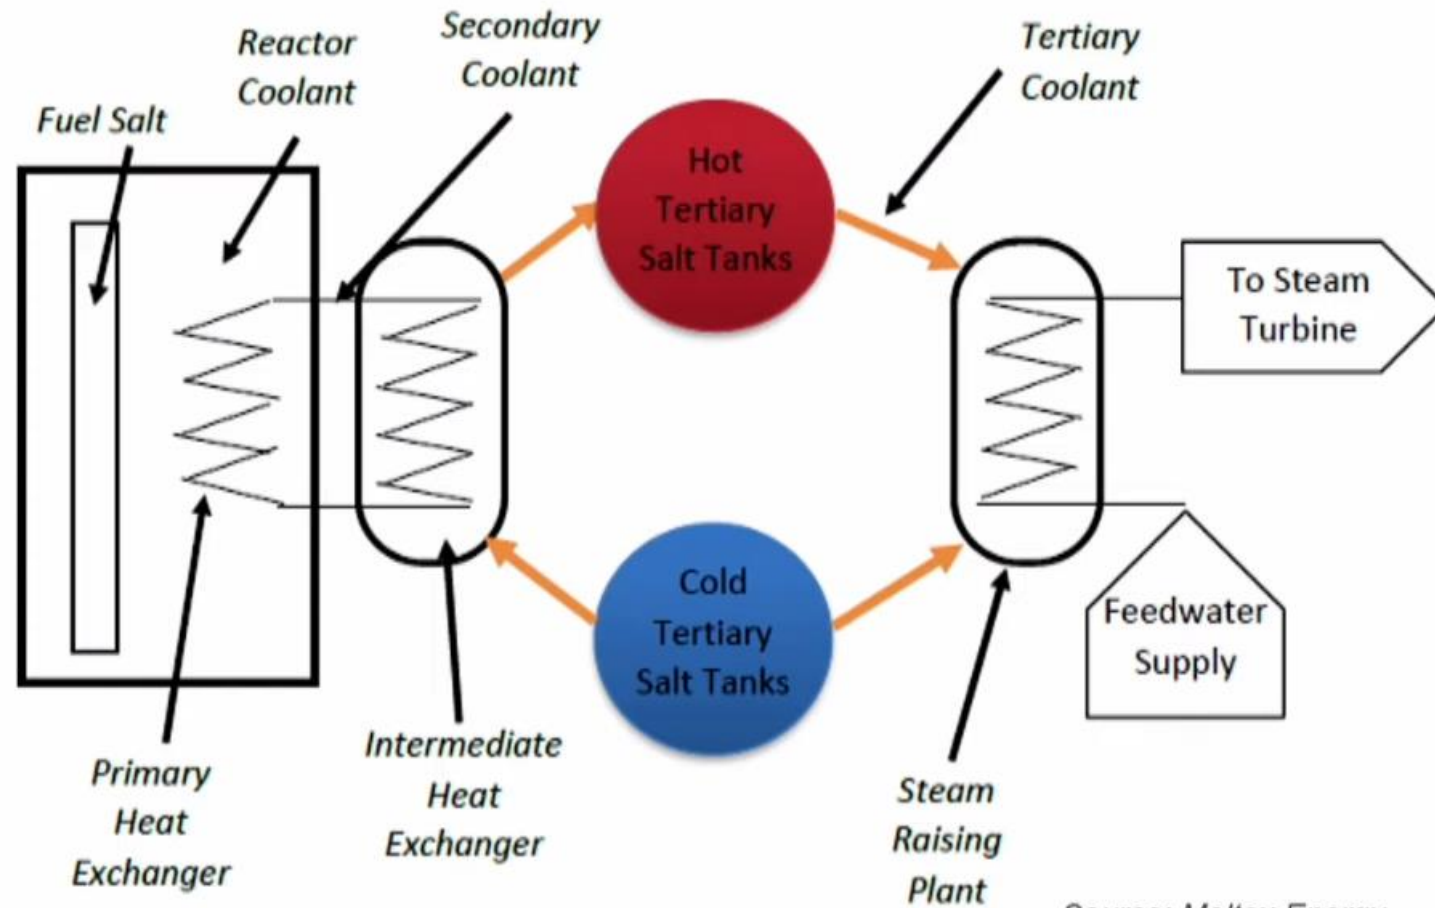 Fuel Salt
Reactor
Coolant
Secondary
Coolant
Tertiary
Coolant
Hot
Tertiary
Salt Tanks
To Steam
Turbine
Cold
Tertiary
Salt Tanks
Feedwater
Supply
Primary
Heat
Exchanger
Intermediate
Heat
Exchanger
Steam
Raising
Plant